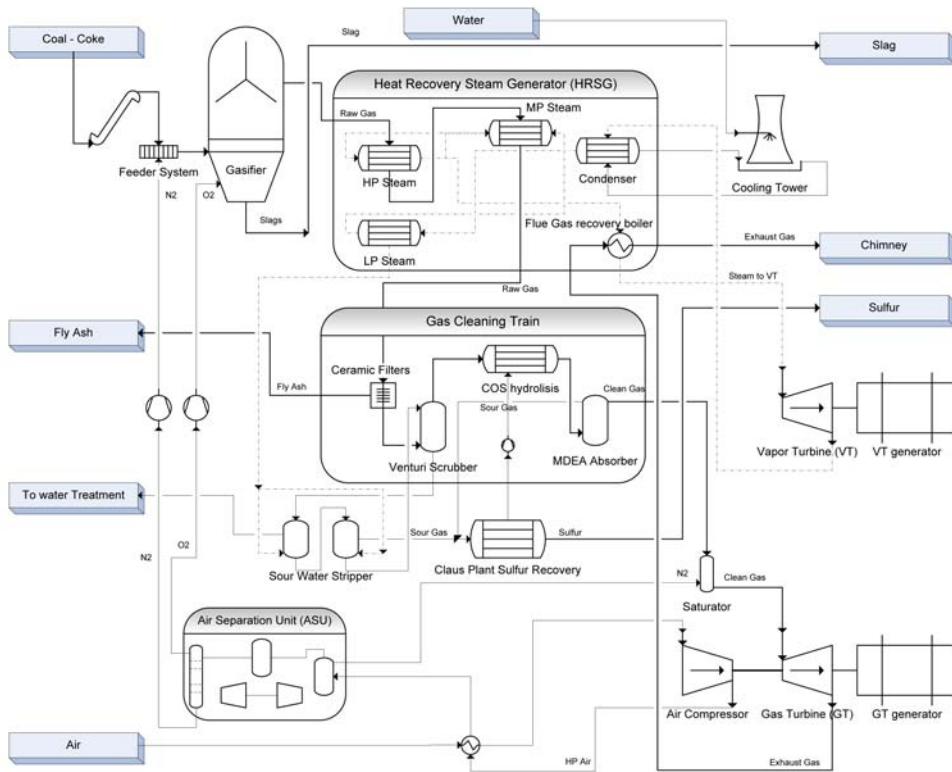 Water
Coal - Coke
Slag
Slag
Heat Recovery Steam Generator (HRSG)
Raw Gas
MP Steam
Feeder System
Gasifier
HP Steam
Condenser
Cooling Tower
N2
O2
Slags
Flue Gas recovery boiler
LP Steam
Exhaust Gas
Chimney
Raw Gas
Steam to VT
Sulfur
Fly Ash
Gas Cleaning Train
Ceramic Filters
Fly Ash
COS hydrolisis
Clean Gas
Sour Gas
Venturi Scrubber
MDEA Absorber
Vapor Turbine (VT)
VT generator
To water Treatment
Sour Gas
Sulfur
N2
O2
Sour Water Stripper
Claus Plant Sulfur Recovery
N2
Clean Gas
Saturator
Air Separation Unit (ASU)
Air Compressor
Gas Turbine (GT)
GT generator
Air
HP Air
Exhaust Gas